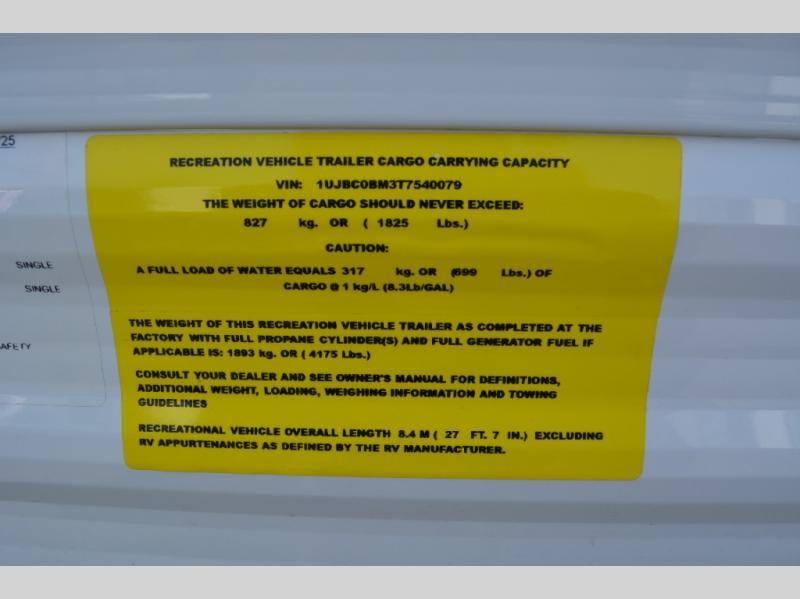 25
SINGLE
SINGLE
AFETY
RECREATION VEHICLE TRAILER CARGO CARRYING CAPACITY
VIN: 1UJBC0BM3T7540079
THE WEIGHT OF CARGO SHOULD NEVER EXCEED:
827 kg. OR ( 1825 Lbs.)
CAUTION:
A FULL LOAD OF WATER EQUALS 317 kg. OR (699 Lbs.) OF
CARGO @ 1 kg/L (8.3Lb/GAL)
THE WEIGHT OF THIS RECREATION VEHICLE TRAILER AS COMPLETED AT THE
FACTORY WITH FULL PROPANE CYLINDER(S) AND FULL GENERATOR FUEL IF
APPLICABLE IS: 1893 kg. OR ( 4175 Lbs.)
CONSULT YOUR DEALER AND SEE OWNER'S MANUAL FOR DEFINITIONS,
ADDITIONAL WEIGHT, LOADING, WEIGHING INFORMATION AND TOWING
GUIDELINES
RECREATIONAL VEHICLE OVERALL LENGTH 8.4 M ( 27 FT. 7 IN.) EXCLUDING
RV APPURTENANCES AS DEFINED BY THE RV MANUFACTURER.